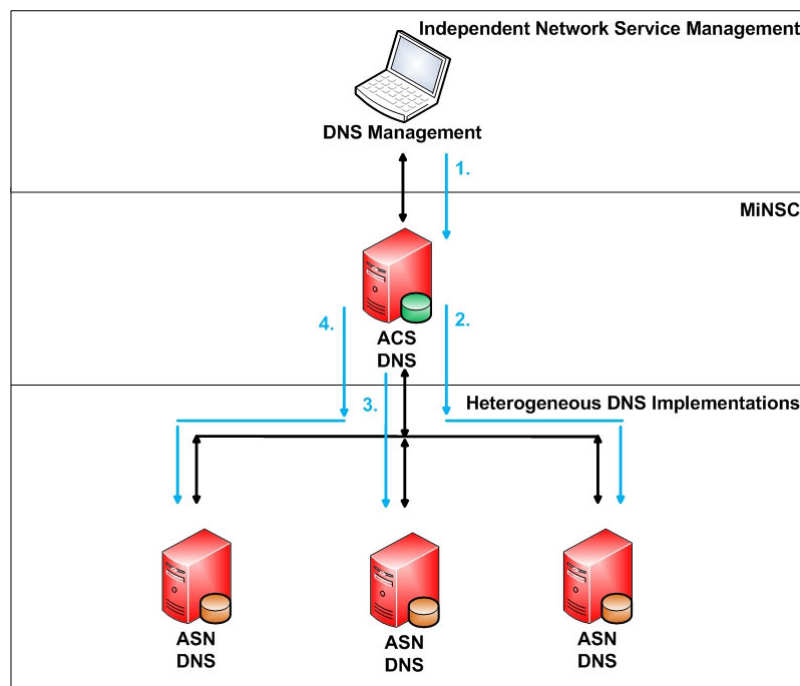 Independent Network Service Management
DNS Management
1.
MiNSC
4.
2.
ACS
DNS
3.
Heterogeneous DNS Implementations
ASN
DNS
ASN
DNS
ASN
DNS